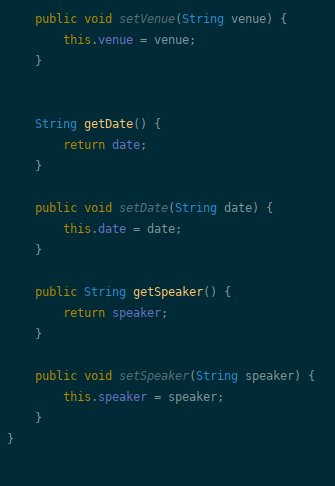 public void setVenue(String venue) {
this.venue = venue;
}
String getDate() {
return date;
}
public void setDate(String date) {
this.date = date;
}
public String getSpeaker() {
return speaker;
}
public void setSpeaker(String speaker) {
this.speaker = speaker;
}
}